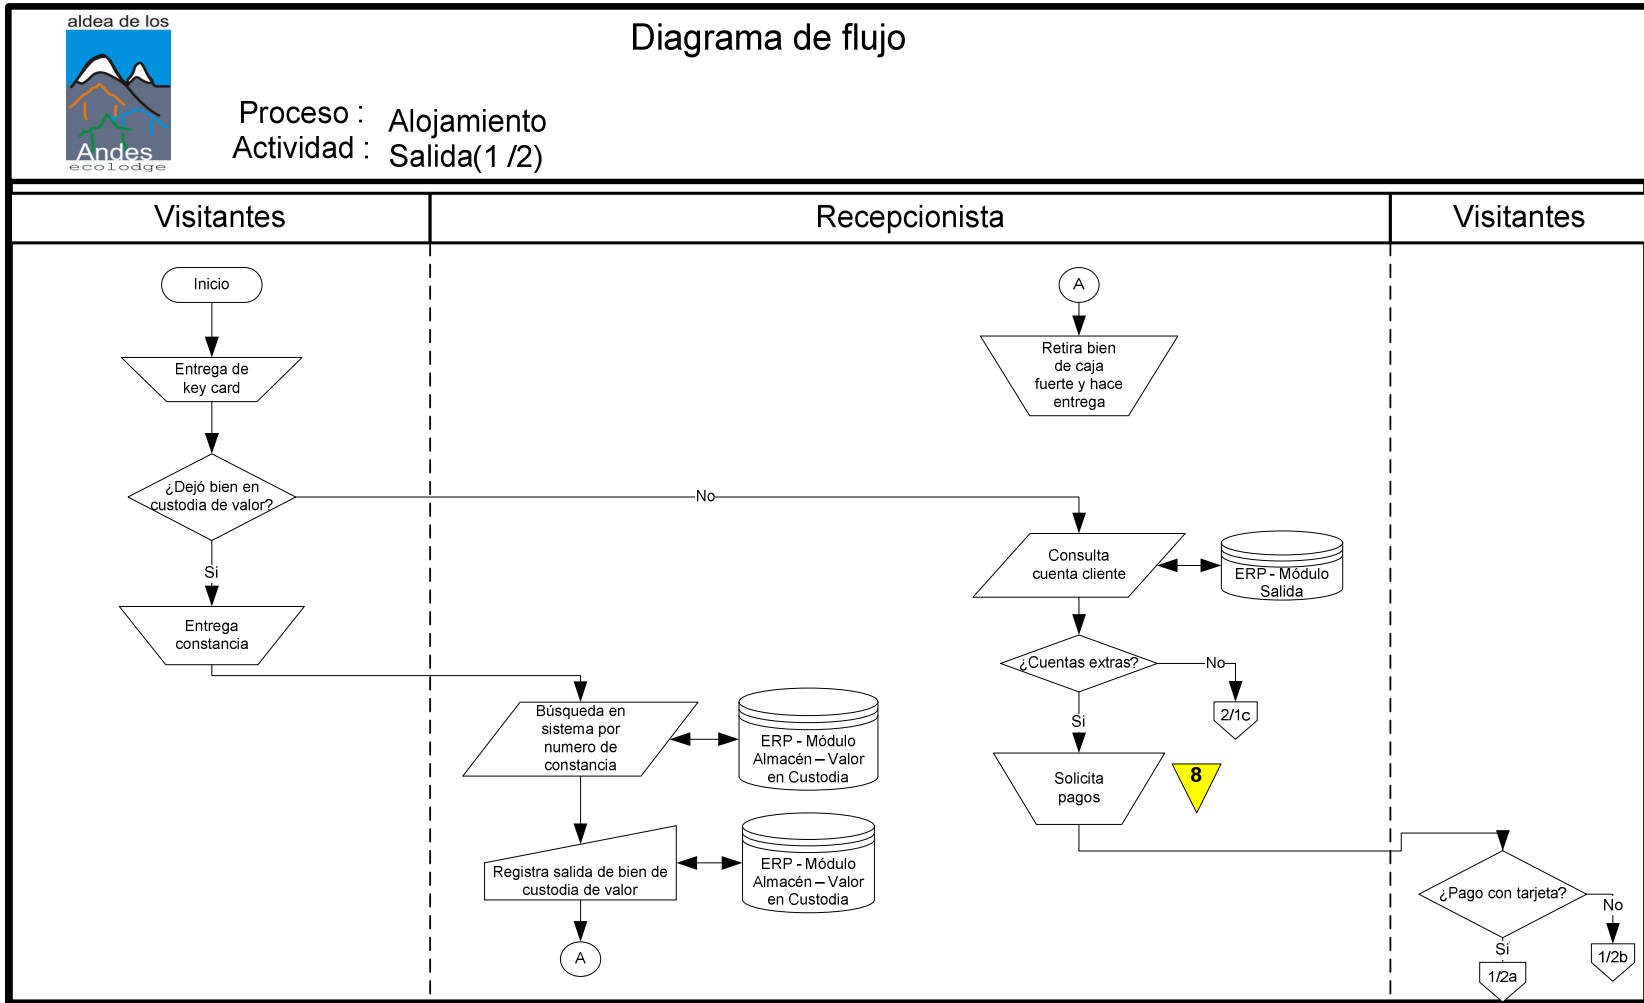 aldea de los
Andes
ecolodge
Diagrama de flujo
Proceso : Alojamiento
Actividad : Salida(1 /2)
Visitantes
Recepcionista
Visitantes
Inicio
Entrega de
key card
¿Dejó bien en
custodia de valor?
No
Si
Entrega
constancia
Búsqueda en
sistema por
numero de
constancia
ERP - Módulo
Almacén – Valor
en Custodia
Registra salida de bien de
custodia de valor
ERP - Módulo
Almacén – Valor
en Custodia
A
A
Retira bien
de caja
fuerte y hace
entrega
Consulta
cuenta cliente
ERP - Módulo
Salida
¿Cuentas extras?
No
2/1c
Si
Solicita
pagos
8
¿Pago con tarjeta?
No
1/2b
Sí
1/2a